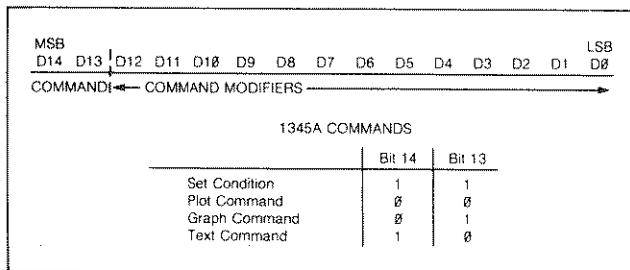 MSB LSB
D14 D13 D12 D11 D10 D9 D8 D7 D6 D5 D4 D3 D2 D1 DØ
COMMAND COMMAND MODIFIERS
1345A COMMANDS
Bit 14 Bit 13
Set Condition 1 1
Plot Command Ø Ø
Graph Command Ø 1
Text Command 1 Ø